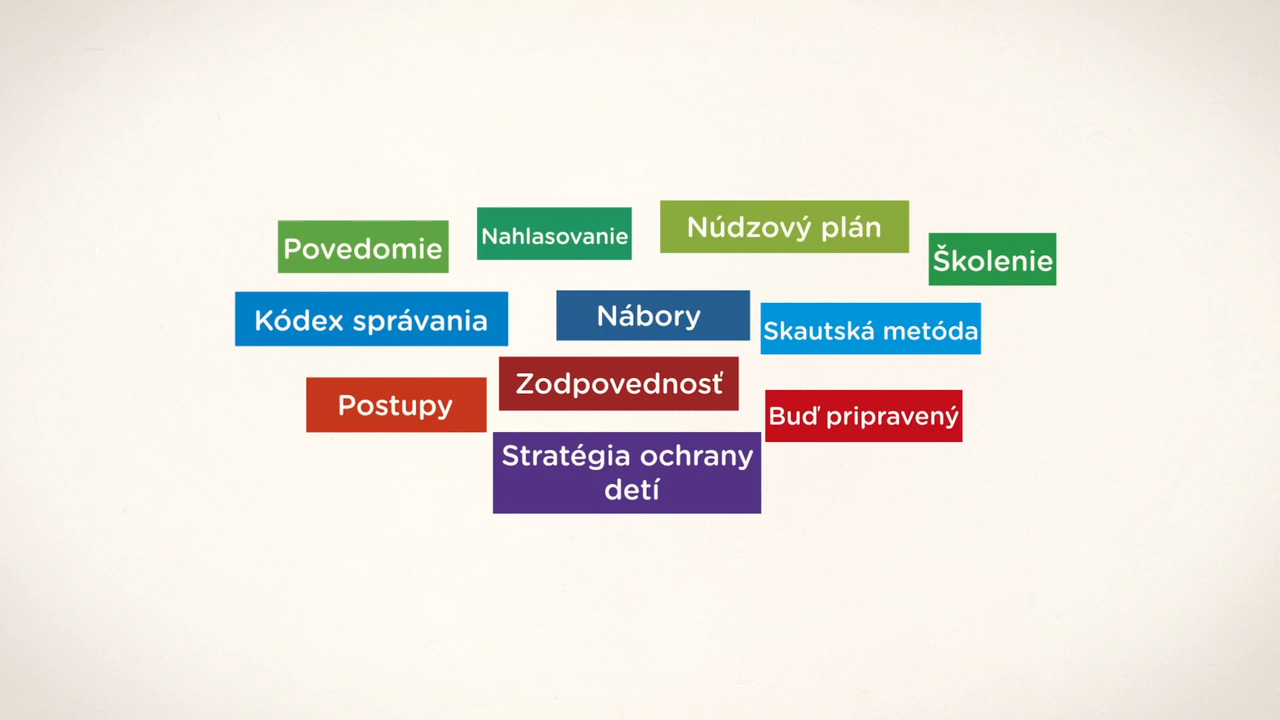 Povedomie
Nahlasovanie
Núdzový plán
Školenie
Kódex správania
Nábory
Skautská metóda
Postupy
Zodpovednosť
Buď pripravený
Stratégia ochrany
detí